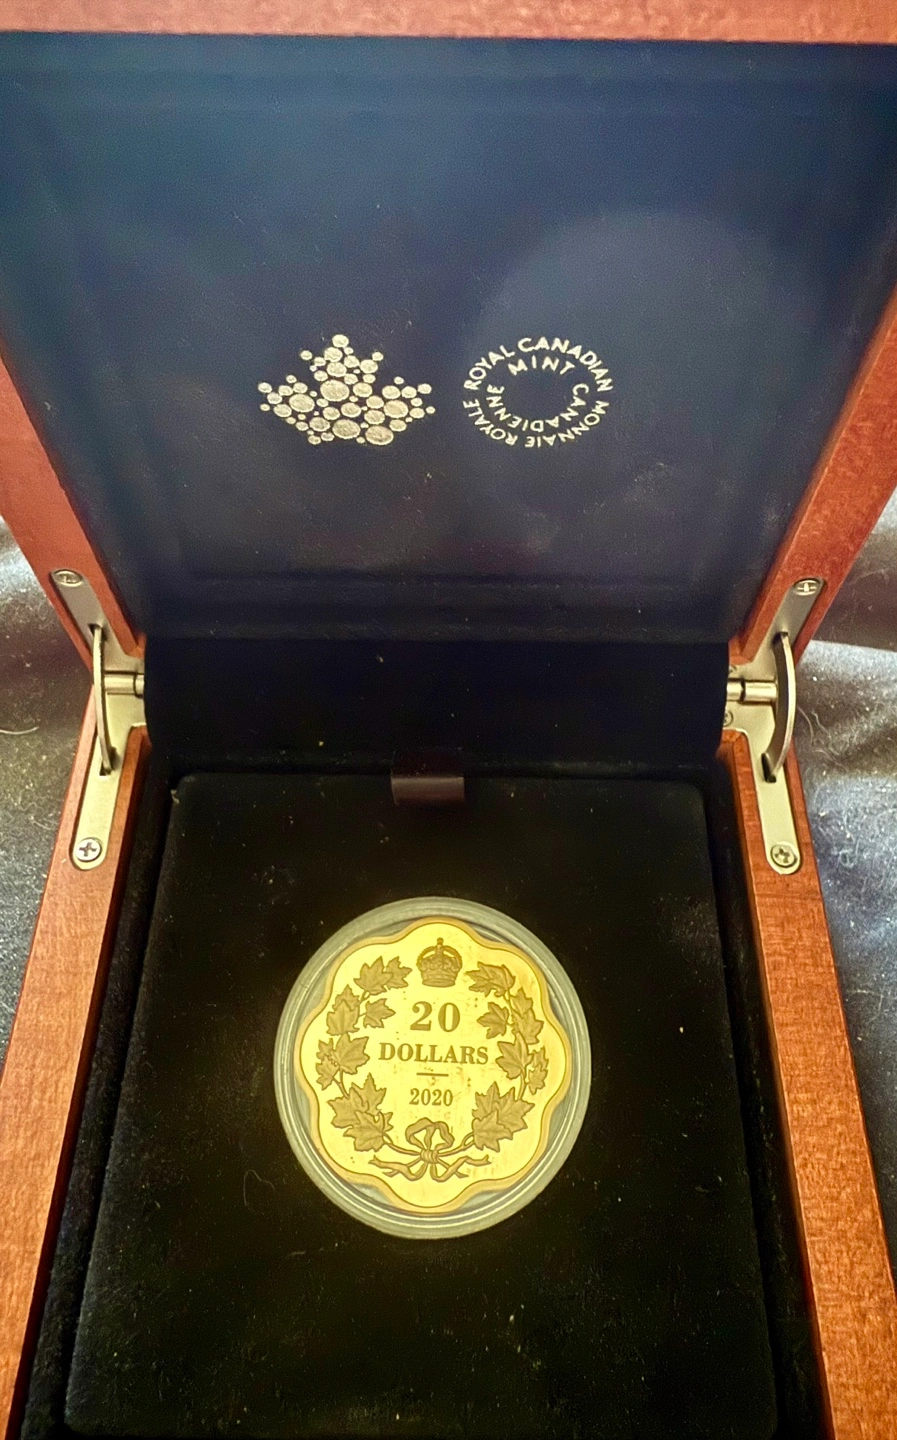 ROYAL CANADIAN MINT
MONNAIE ROYALE CANADIENNE
20
DOLLARS
2020